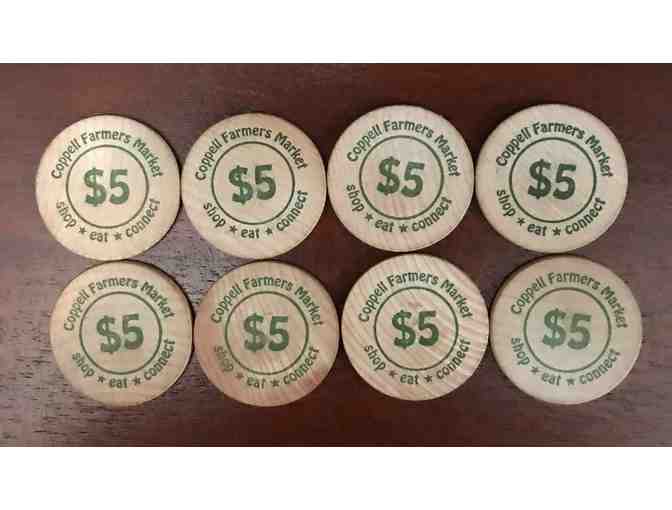 Coppell Farmers Market
$5
shop ★ eat ★ connect
Coppell Farmers Market
$5
shop ★ eat ★ connect
Coppell Farmers Market
$5
shop ★ eat ★ connect
Coppell Farmers Market
$5
shop ★ eat ★ connect
Coppell Farmers Market
$5
shop ★ eat ★ connect
Coppell Farmers Market
$5
shop ★ eat ★ connect
Coppell Farmers Market
$5
shop ★ eat ★ connect
Coppell Farmers Market
$5
shop ★ eat ★ connect